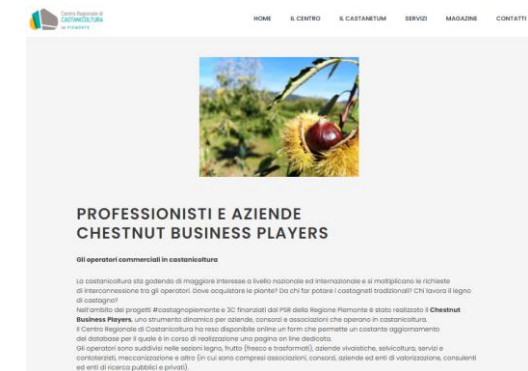 Centro Regionale di
CASTANICOLTURA
del PIEMONTE
HOME IL CENTRO IL CASTANETUM SERVIZI MAGAZINE CONTATTI
PROFESSIONISTI E AZIENDE
CHESTNUT BUSINESS PLAYERS
Gli operatori commerciali in castanicoltura
La castanicoltura sta godendo di maggiore interesse a livello nazionale ed internazionale e si moltiplicano le richieste
di interconnessione tra gli operatori. Dove acquistare le piante? Da chi far potare i castagneti tradizionali? Chi lavora il legno
di castagno?
Nell'ambito dei progetti #castagnopiemonte e 3C finanziati dal PSR della Regione Piemonte è stato realizzato il Chestnut
Business Players, uno strumento dinamico per aziende, consorzi e associazioni che operano in castanicoltura.
Il Centro Regionale di Castanicoltura ha reso disponibile online un form che permette un costante aggiornamento
del database per il quale è in corso di realizzazione una pagina on line dedicata.
Gli operatori sono suddivisi nelle sezioni legno, frutto (fresco e trasformati), aziende vivaistiche, selvicoltura, servizi e
contoterzisti, meccanizzazione e altro (in cui sono compresi associazioni, consorzi, aziende ed enti di valorizzazione, consulenti
ed enti di ricerca pubblici e privati).